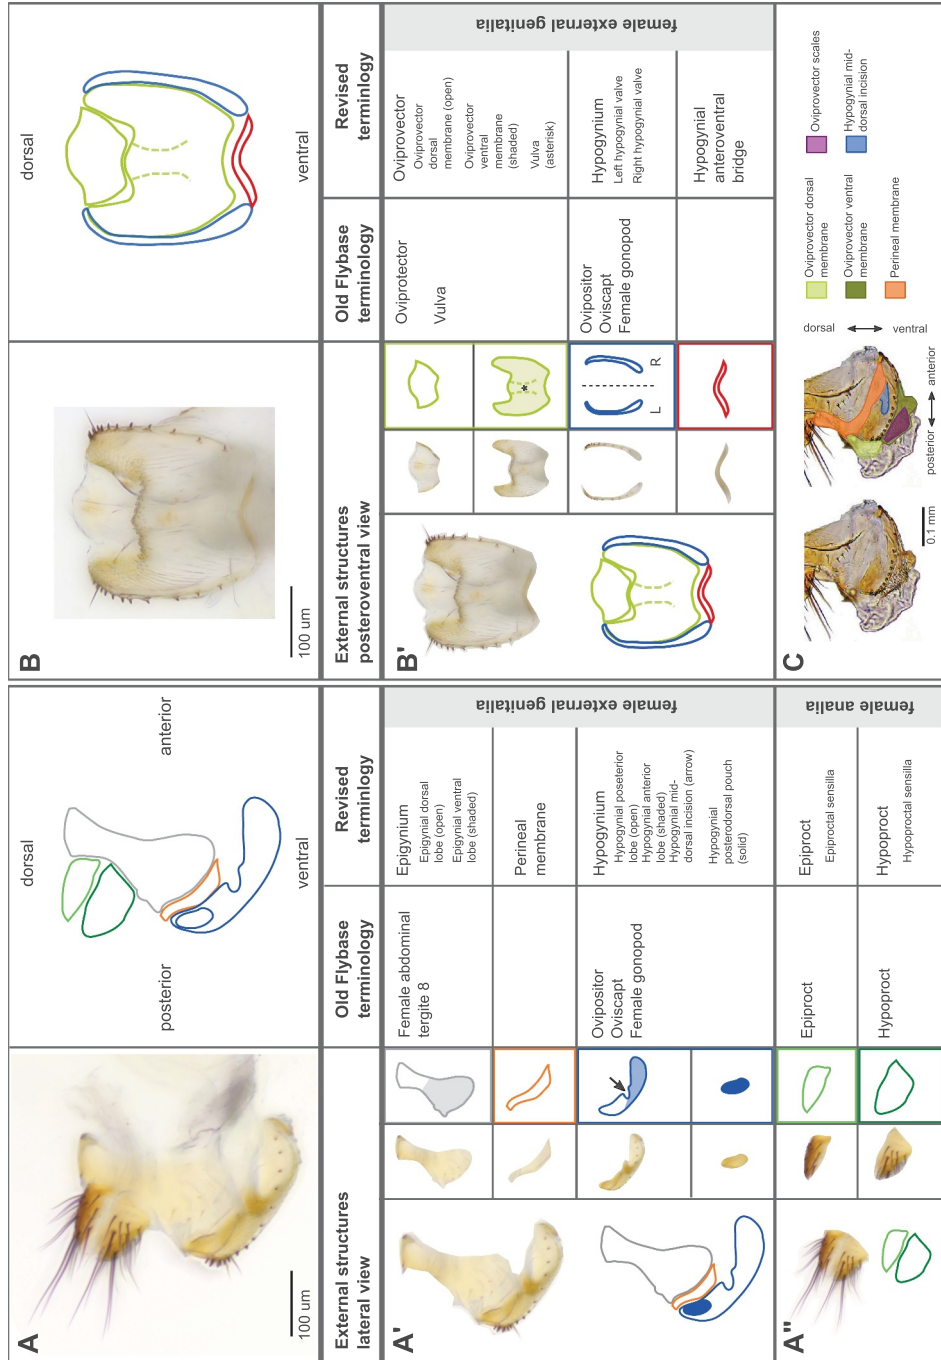 A
dorsal
posterior
anterior
ventral
100 um
External structures
lateral view
Old Flybase
terminology
Revised
terminlogy
A'
Female abdominal
tergite 8
Epigynium
Epigynial dorsal
lobe (open)
Epigynial ventral
lobe (shaded)
Perineal
membrane
Ovipositor
Oviscapt
Female gonopod
Hypogynium
Hypogynial poseterior
lobe (open)
Hypogynial anterior
lobe (shaded)
Hypogynial mid-
dorsal incision (arrow)
Hypogynial
posterodorsal pouch
(solid)
female external genitalia
A"
Epiproct
Epiproct
Epiproctal sensilla
Hypoproct
Hypoproct
Hypoproctal sensilla
female analia
B
dorsal
ventral
100 um
External structures
posteroventral view
Old Flybase
terminology
Revised
terminlogy
B'
Oviprotector
Vulva
Oviprovector
Oviprovector
dorsal
membrane (open)
Oviprovector
ventral
membrane
(shaded)
Vulva
(asterisk)
*
L
R
Ovipositor
Oviscapt
Female gonopod
Hypogynium
Left hypogynial valve
Right hypogynial valve
Hypogynial
anteroventral
bridge
female external genitalia
C
0.1 mm
posterior
anterior
dorsal
ventral
Oviprovector dorsal
membrane
Oviprovector ventral
membrane
Perineal membrane
Oviprovector scales
Hypogynial mid-
dorsal incision